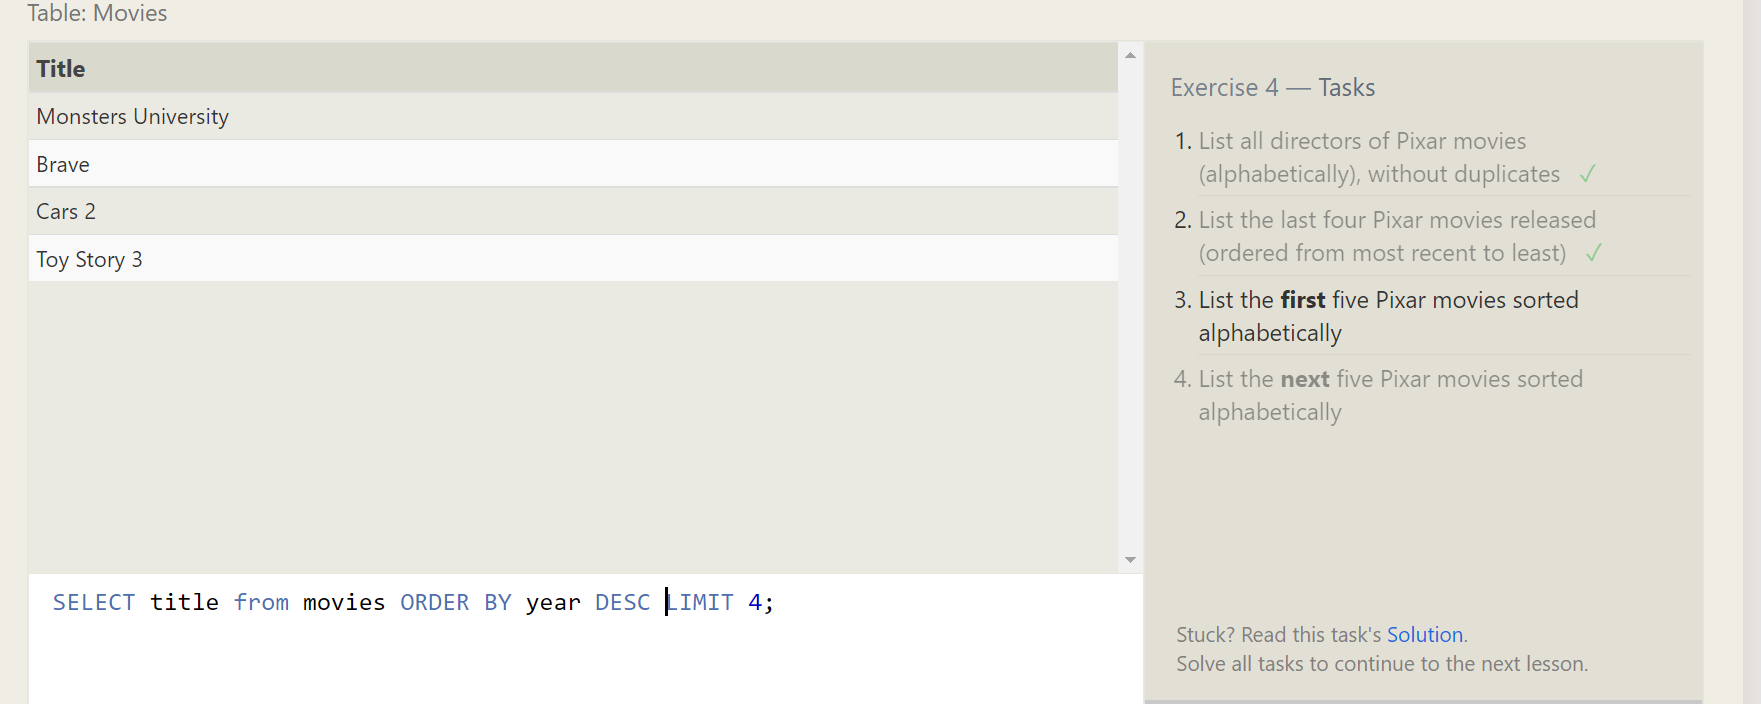 Table: Movies
Title
Monsters University
Brave
Cars 2
Toy Story 3
SELECT title from movies ORDER BY year DESC LIMIT 4;
Exercise 4 — Tasks
1. List all directors of Pixar movies
(alphabetically), without duplicates ✓
2. List the last four Pixar movies released
(ordered from most recent to least) ✓
3. List the first five Pixar movies sorted
alphabetically
4. List the next five Pixar movies sorted
alphabetically
Stuck? Read this task's Solution.
Solve all tasks to continue to the next lesson.